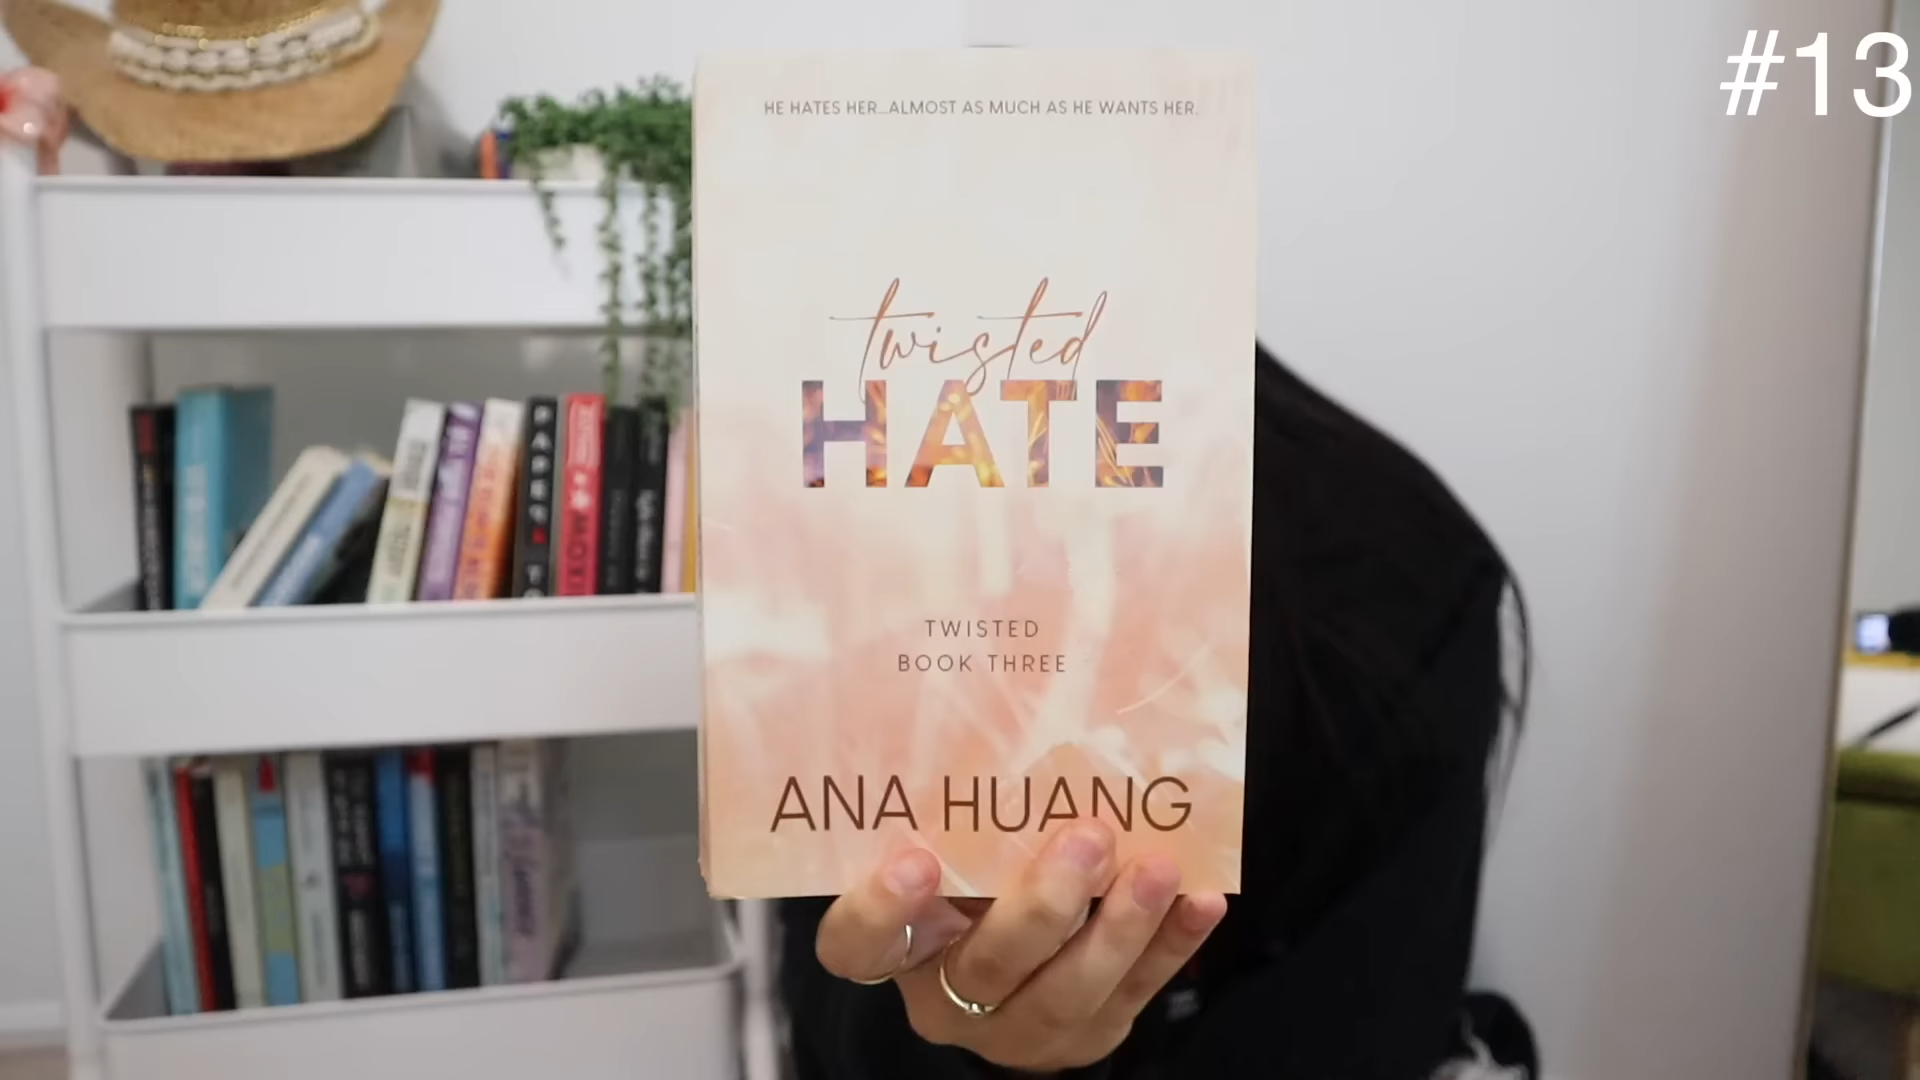 #13
HE HATES HER...ALMOST AS MUCH AS HE WANTS HER.
twisted
HATE
TWISTED
BOOK THREE
ANA HUANG